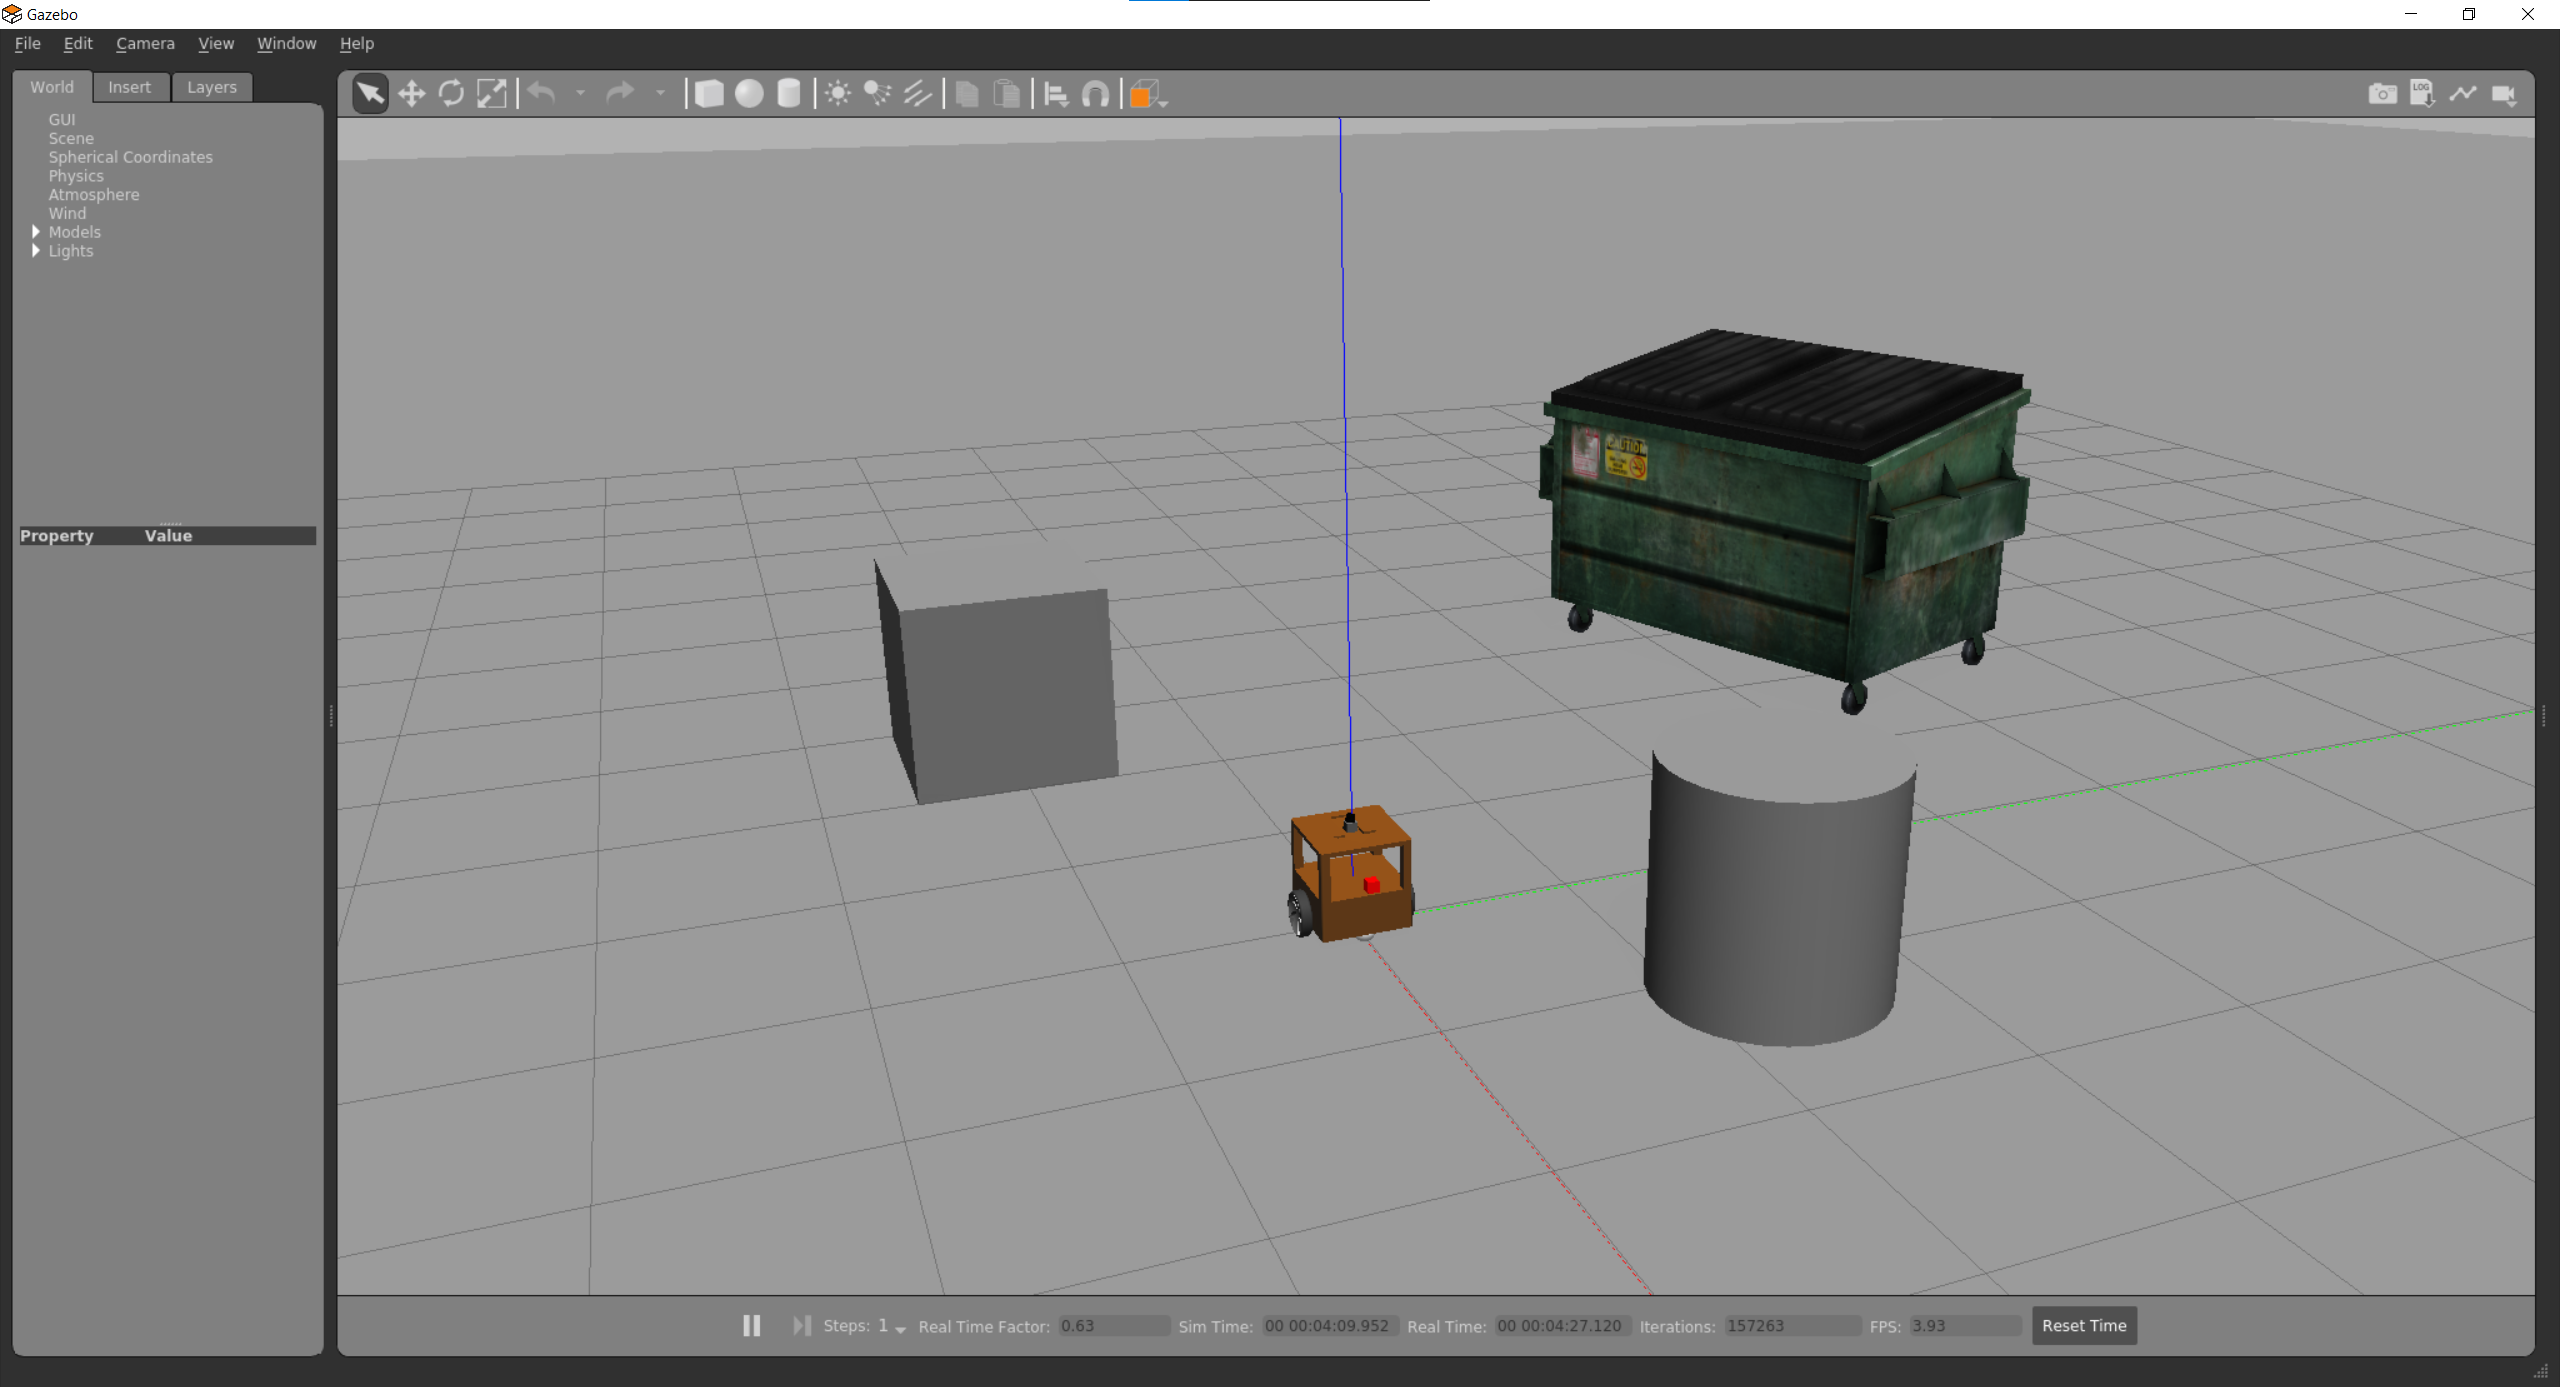 Gazebo
File Edit Camera View Window Help
World Insert Layers
LOG
GUI
Scene
Spherical Coordinates
Physics
Atmosphere
Wind
Models
Lights
Property Value
CAUTION
Steps: 1 Real Time Factor: 0.63 Sim Time: 00 00:04:09.952 Real Time: 00 00:04:27.120 Iterations: 157263 FPS: 3.93 Reset Time